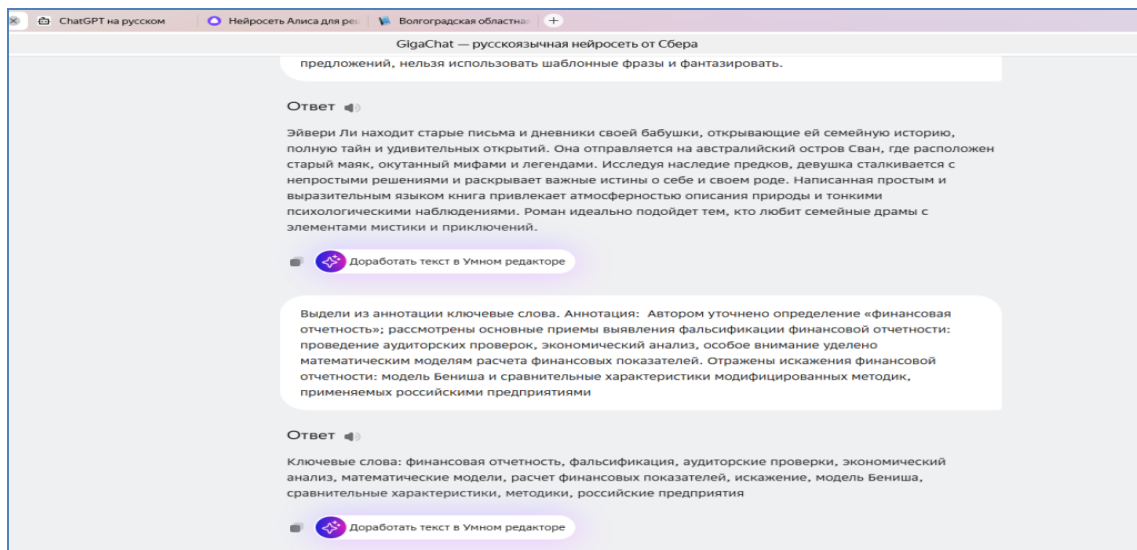 ChatGPT на русском
Нейросеть Алиса для ре
Волгоградская областная
GigaChat — русскоязычная нейросеть от Сбера
предложений, нельзя использовать шаблонные фразы и фантазировать.
Ответ
Эйвери Ли находит старые письма и дневники своей бабушки, открывающие ей семейную историю,
полную тайн и удивительных открытий. Она отправляется на австралийский остров Сван, где расположен
старый маяк, окутанный мифами и легендами. Исследуя наследие предков, девушка сталкивается с
непростыми решениями и раскрывает важные истины о себе и своем роде. Написанная простым и
выразительным языком книга привлекает атмосферностью описания природы и тонкими
психологическими наблюдениями. Роман идеально подойдет тем, кто любит семейные драмы с
элементами мистики и приключений.
Доработать текст в Умном редакторе
Выдели из аннотации ключевые слова. Аннотация: Автором уточнено определение «финансовая
отчетность»; рассмотрены основные приемы выявления фальсификации финансовой отчетности:
проведение аудиторских проверок, экономический анализ, особое внимание уделено
математическим моделям расчета финансовых показателей. Отражены искажения финансовой
отчетности: модель Бениша и сравнительные характеристики модифицированных методик,
применяемых российскими предприятиями
Ответ
Ключевые слова: финансовая отчетность, фальсификация, аудиторские проверки, экономический
анализ, математические модели, расчет финансовых показателей, искажение, модель Бениша,
сравнительные характеристики, методики, российские предприятия
Доработать текст в Умном редакторе